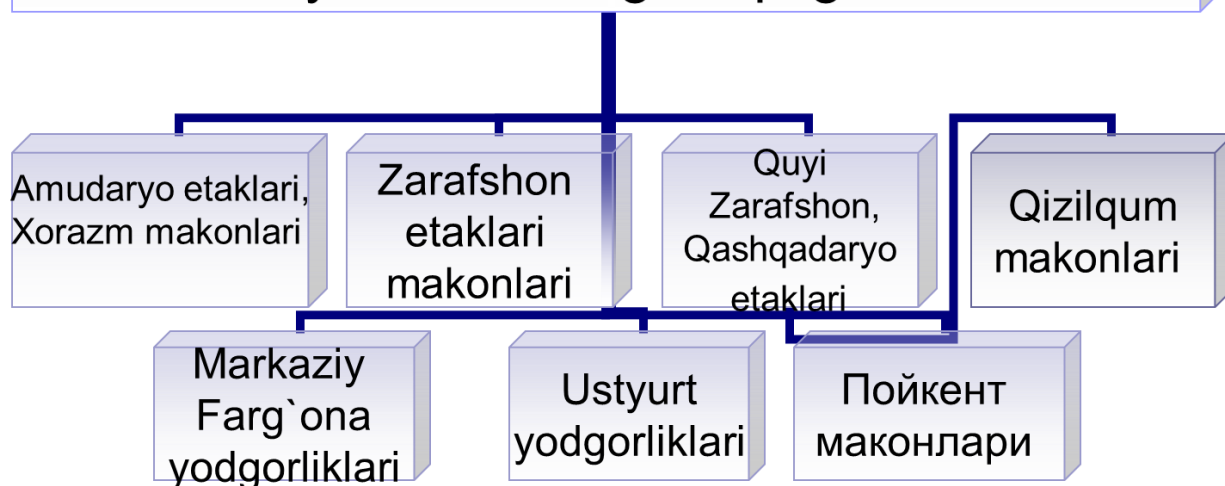 Amudaryo etaklari,
Xorazm makonlari
Zarafshon
etaklari
makonlari
Quyi
Zarafshon,
Qashqadaryo
etaklari
Qizilqum
makonlari
Markaziy
Farg`ona
yodgorliklari
Ustyurt
yodgorliklari
Пойкент
маконлари